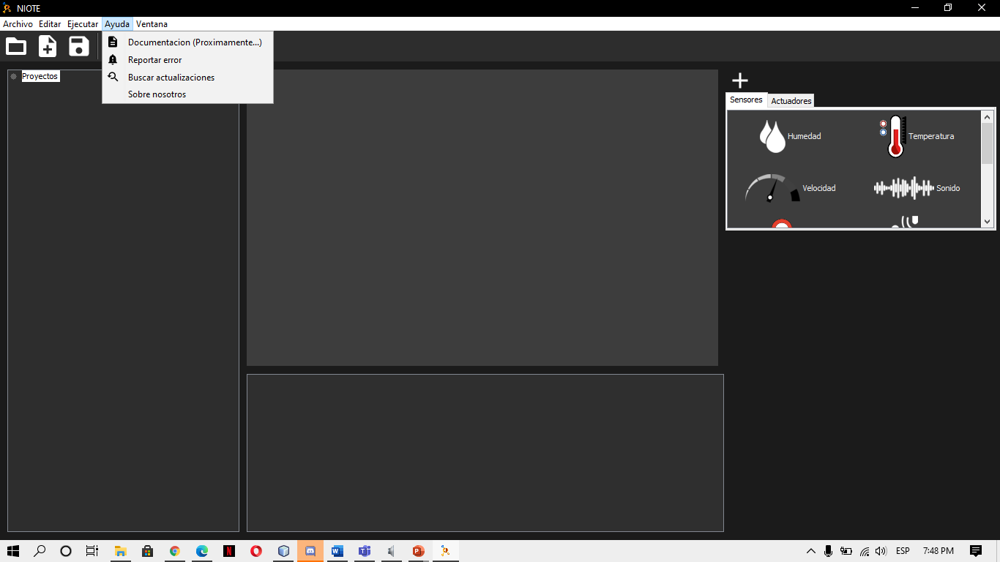 NIOTE
Archivo Editar Ejecutar Ayuda Ventana
Documentacion (Proximamente...)
Reportar error
Buscar actualizaciones
Sobre nosotros
Proyectos
Sensores Actuadores
Humedad Temperatura
Velocidad Sonido
ESP 7:48 PM